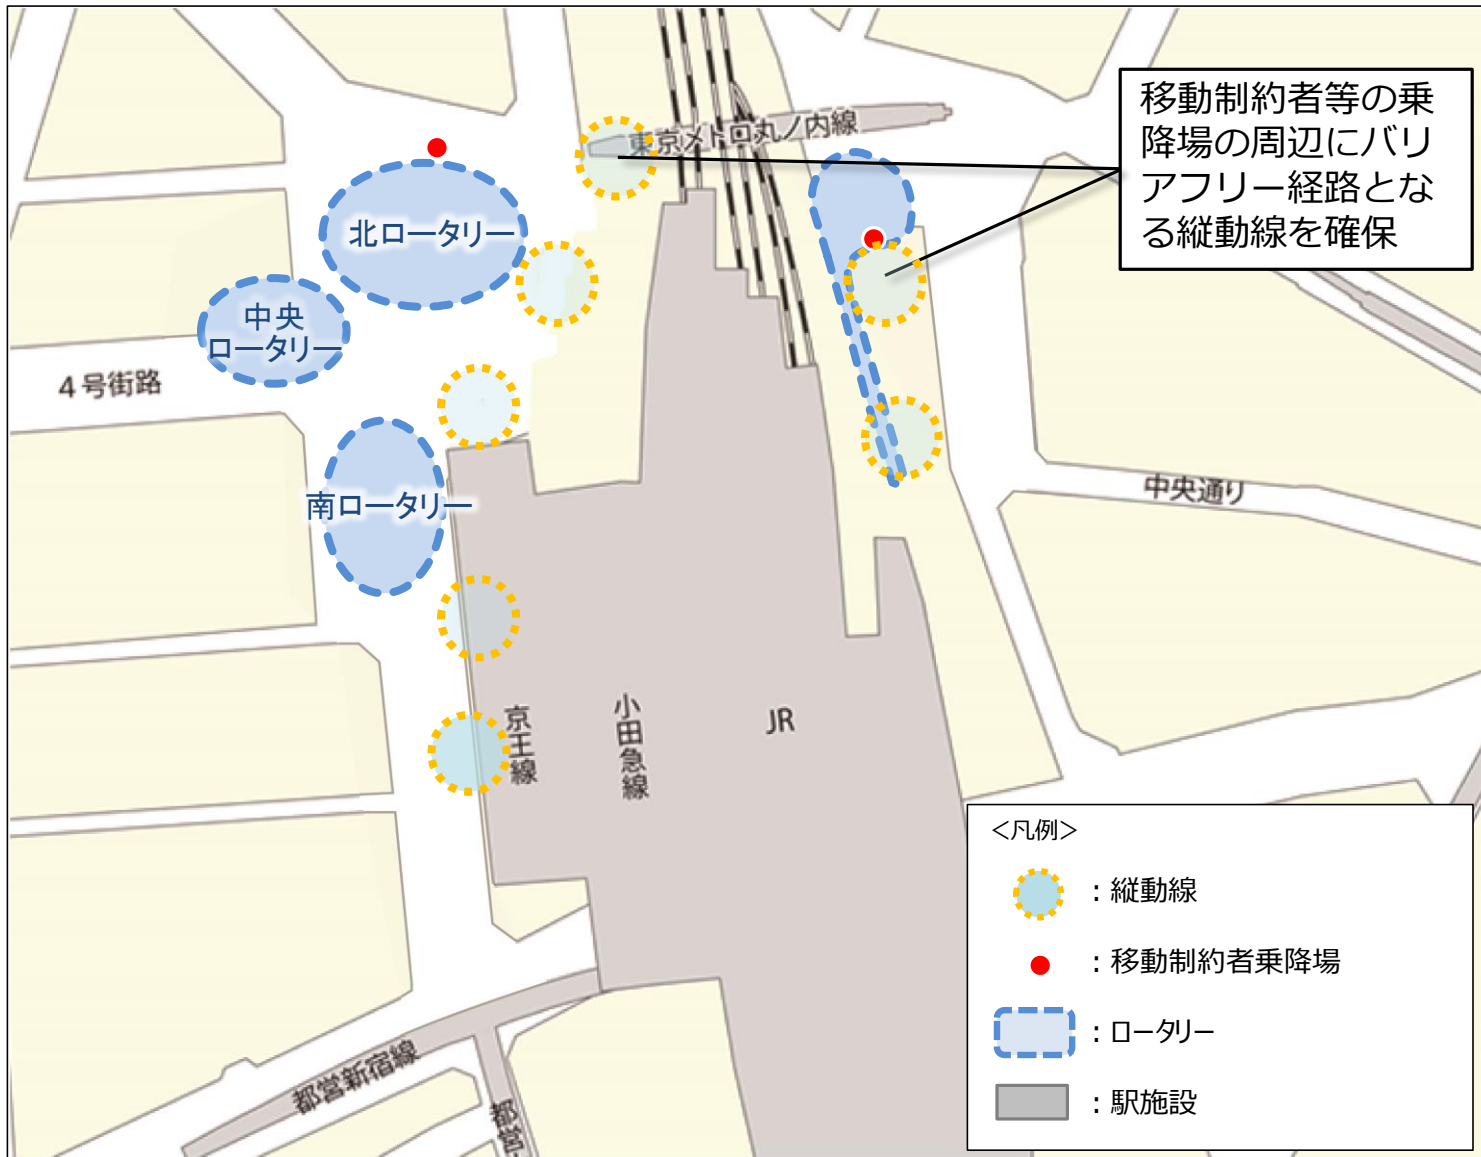 東京メトロ丸ノ内線
移動制約者等の乗
降場の周辺にバリ
アフリー経路とな
る縦動線を確保
北ロータリー
中央
ロータリー
4号街路
南ロータリー
中央通り
京王線
小田急線
JR
都営新宿線
都営
<凡例>
：縦動線
：移動制約者乗降場
：ロータリー
：駅施設